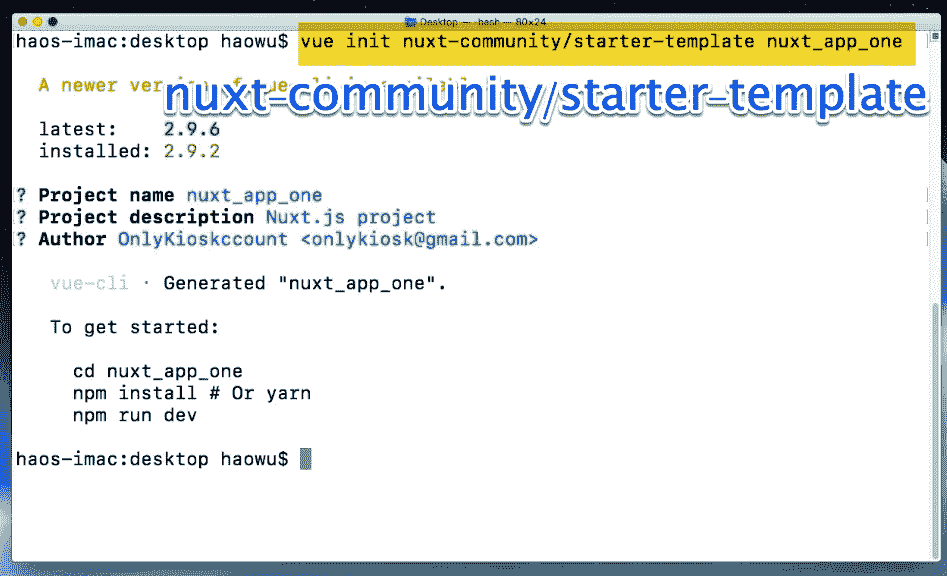 Desktop — -bash — 80×24
haos-imac:desktop haowu$ vue init nuxt-community/starter-template nuxt_app_one
A newer
nuxt-community/starter-template
latest: 2.9.6
installed: 2.9.2
? Project name nuxt_app_one
? Project description Nuxt.js project
? Author OnlyKioskccount <onlykiosk@gmail.com>
vue-cli · Generated "nuxt_app_one".
To get started:
cd nuxt_app_one
npm install # Or yarn
npm run dev
haos-imac:desktop haowu$